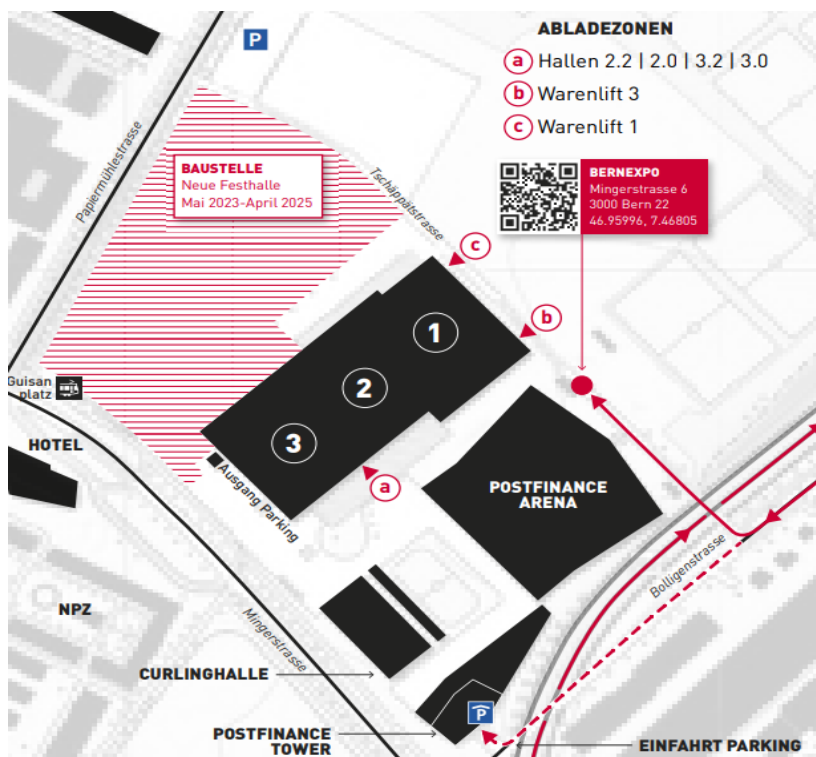 ABLADEZONEN
a Hallen 2.2 | 2.0 | 3.2 | 3.0
b Warenlift 3
c Warenlift 1
P
Papiermühlestrasse
BAUSTELLE
Neue Festhalle
Mai 2023-April 2025
Tschäppätstrasse
BERNEXPO
Mingerstrasse 6
3000 Bern 22
46.95996, 7.46805
c
b
1
2
3
a
Guisan
platz
HOTEL
Ausgang Parking
POSTFINANCE
ARENA
Bolligenstrasse
NPZ
Mingerstrasse
CURLINGHALLE
P
POSTFINANCE
TOWER
EINFAHRT PARKING